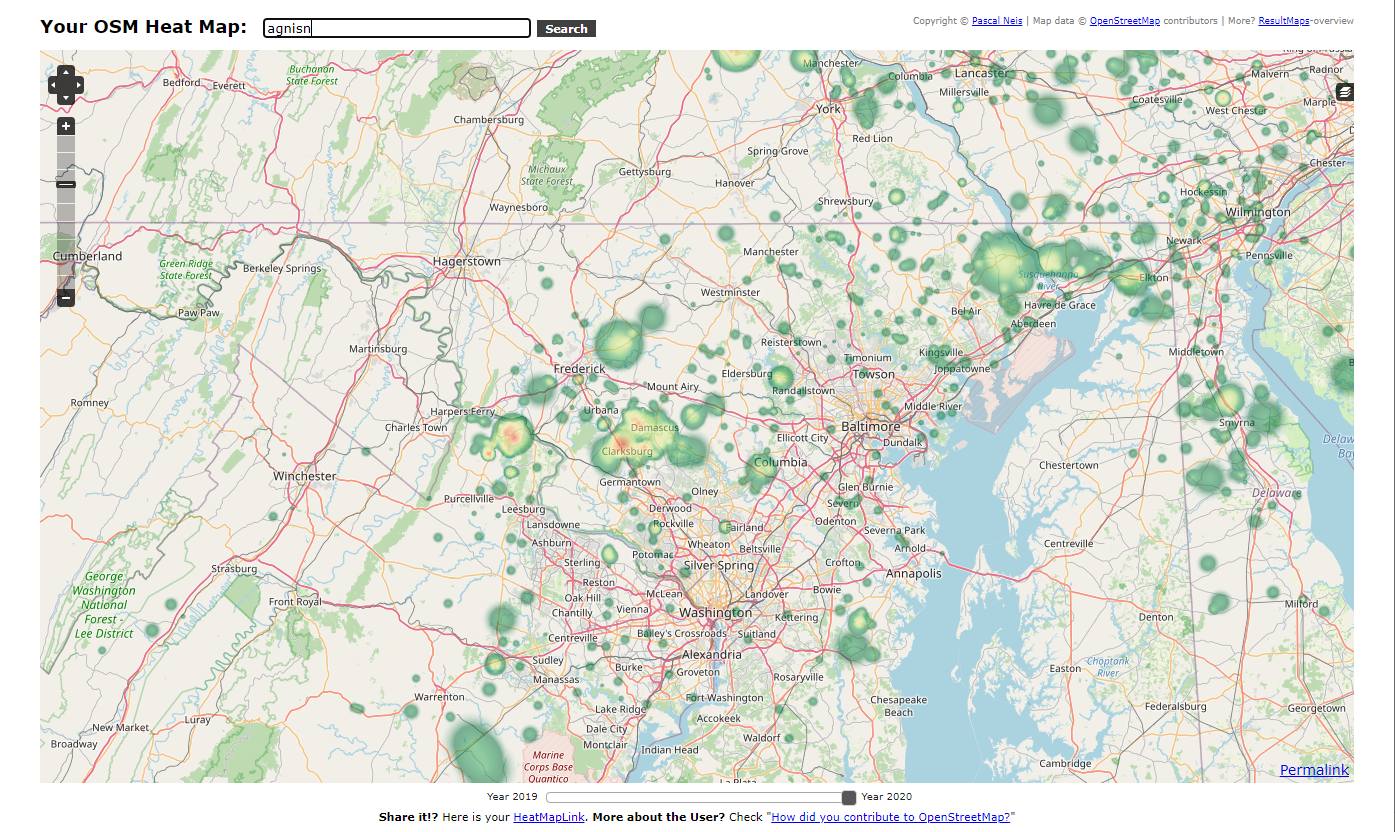 Your OSM Heat Map: agnisn Search
Copyright © Pascal Neis | Map data © OpenStreetMap contributors | More? ResultMaps-overview
Buchanan
State Forest
Bedford
Everett
Manchester
Columbia
Lancaster
Malvern
Radnor
Millersville
Coatesville
West Chester
Marple
York
Chambersburg
Red Lion
Spring Grove
Michaux
State Forest
Gettysburg
Hanover
Chester
Hockessin
Waynesboro
Shrewsbury
Wilmington
Newark
Cumberland
Green Ridge
State Forest
Berkeley Springs
Hagerstown
Manchester
Pennsville
Susquehanna
River
Elkton
Westminster
Havre de Grace
Paw Paw
Bel Air
Aberdeen
Martinsburg
Reisterstown
Timonium
Kingsville
Middletown
Frederick
Eldersburg
Towson
Joppatowne
Mount Airy
Randallstown
Romney
Harpers Ferry
Urbana
Middle River
Charles Town
Damascus
Baltimore
Smyrna
Ellicott City
Dundalk
Clarksburg
Columbia
Chestertown
Delaware
Bay
Winchester
Germantown
Glen Burnie
Purcellville
Olney
Delaware
Leesburg
Derwood
Severn
Lansdowne
Rockville
Fairland
Odenton
Severna Park
Ashburn
Wheaton
Beltsville
Arnold
Centreville
Potomac
Sterling
Silver Spring
Crofton
Annapolis
George
Washington
National
Forest -
Lee District
Strasburg
Reston
Oak Hill
McLean
Landover
Bowie
Front Royal
Chantilly
Vienna
Washington
Kettering
Milford
Denton
Centreville
Bailey's Crossroads
Suitland
Alexandria
Sudley
Burke
Groveton
Easton
Choptank
River
Manassas
Rosaryville
Warrenton
Fort Washington
Chesapeake
Beach
Luray
Lake Ridge
Accokeek
Federalsburg
Georgetown
New Market
Dale City
Waldorf
Broadway
Montclair
Indian Head
Marine
Corps Base
Quantico
Cambridge
Permalink
Year 2019
Year 2020
Share it!? Here is your HeatMapLink. More about the User? Check "How did you contribute to OpenStreetMap?"